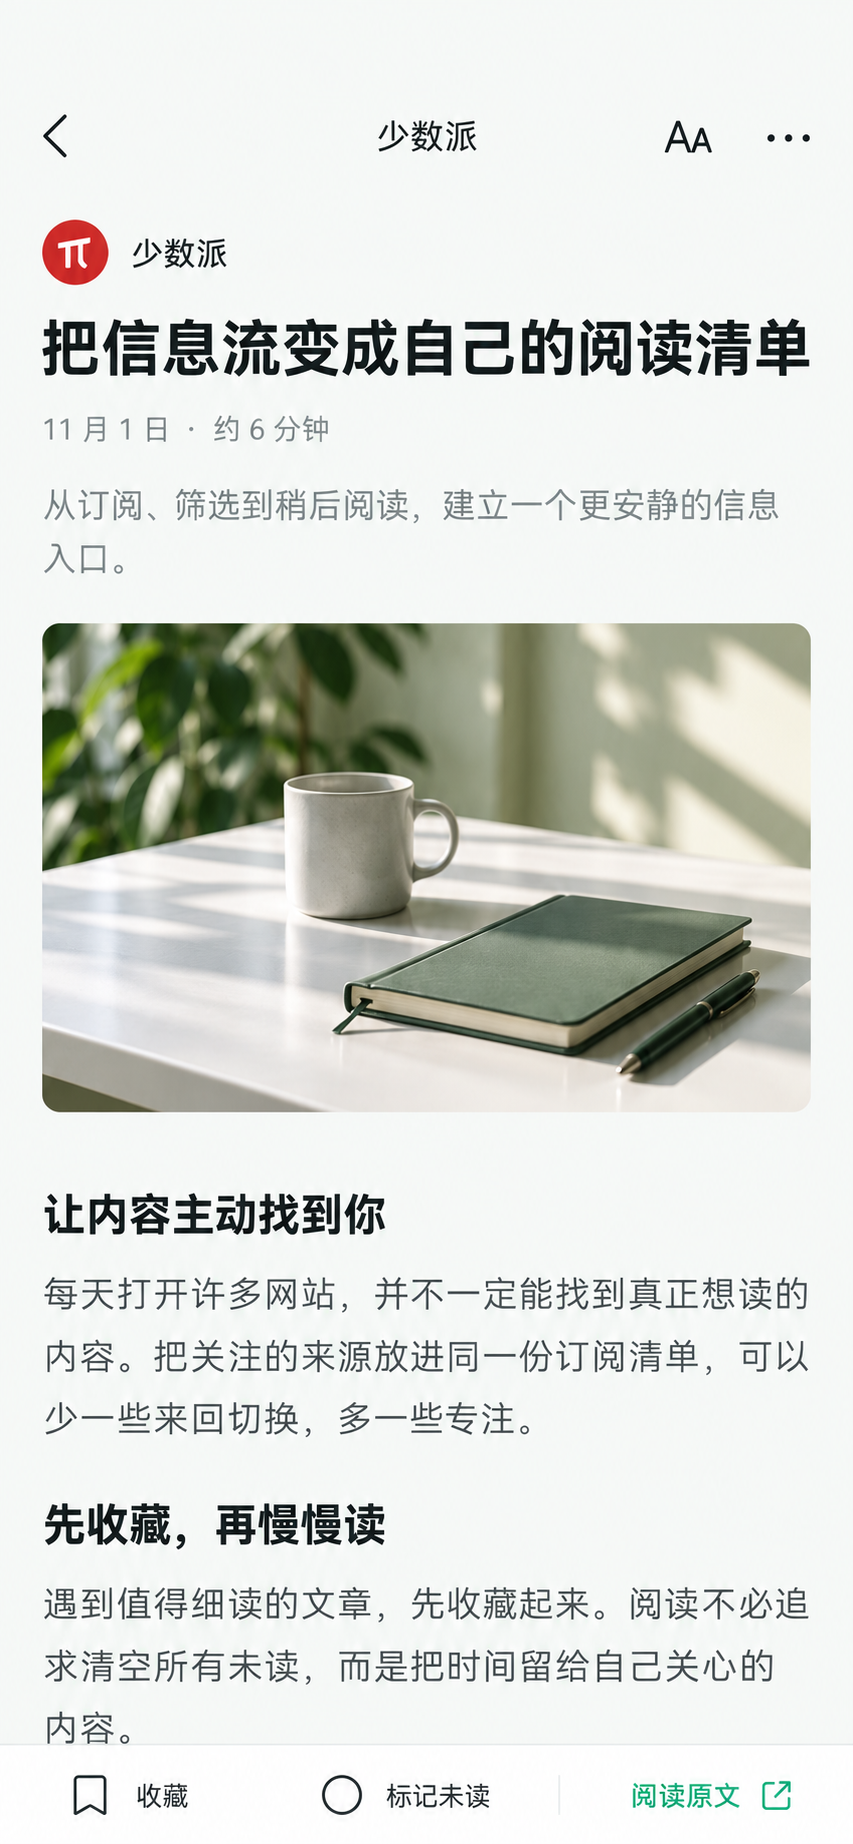 少数派 AA
少数派
把信息流变成自己的阅读清单
11 月 1 日 · 约 6 分钟
从订阅、筛选到稍后阅读，建立一个更安静的信息
入口。
让内容主动找到你
每天打开许多网站，并不一定能找到真正想读的
内容。把关注的来源放进同一份订阅清单，可以
少一些来回切换，多一些专注。
先收藏，再慢慢读
遇到值得细读的文章，先收藏起来。阅读不必追
求清空所有未读，而是把时间留给自己关心的
内容。
收藏 标记未读 阅读原文